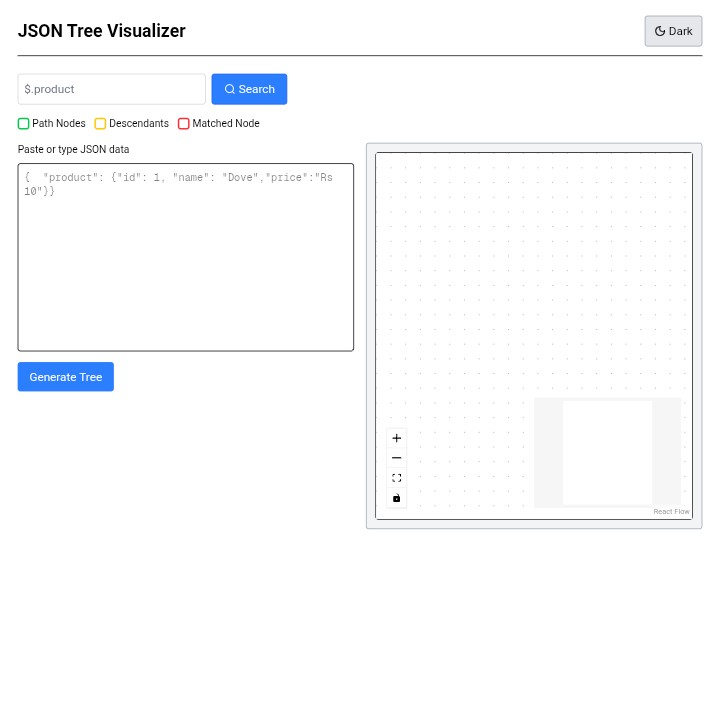 JSON Tree Visualizer
Dark
$.product
Search
Path Nodes
Descendants
Matched Node
Paste or type JSON data
{  "product": {"id": 1, "name": "Dove","price":"Rs
10"}}
Generate Tree
React Flow